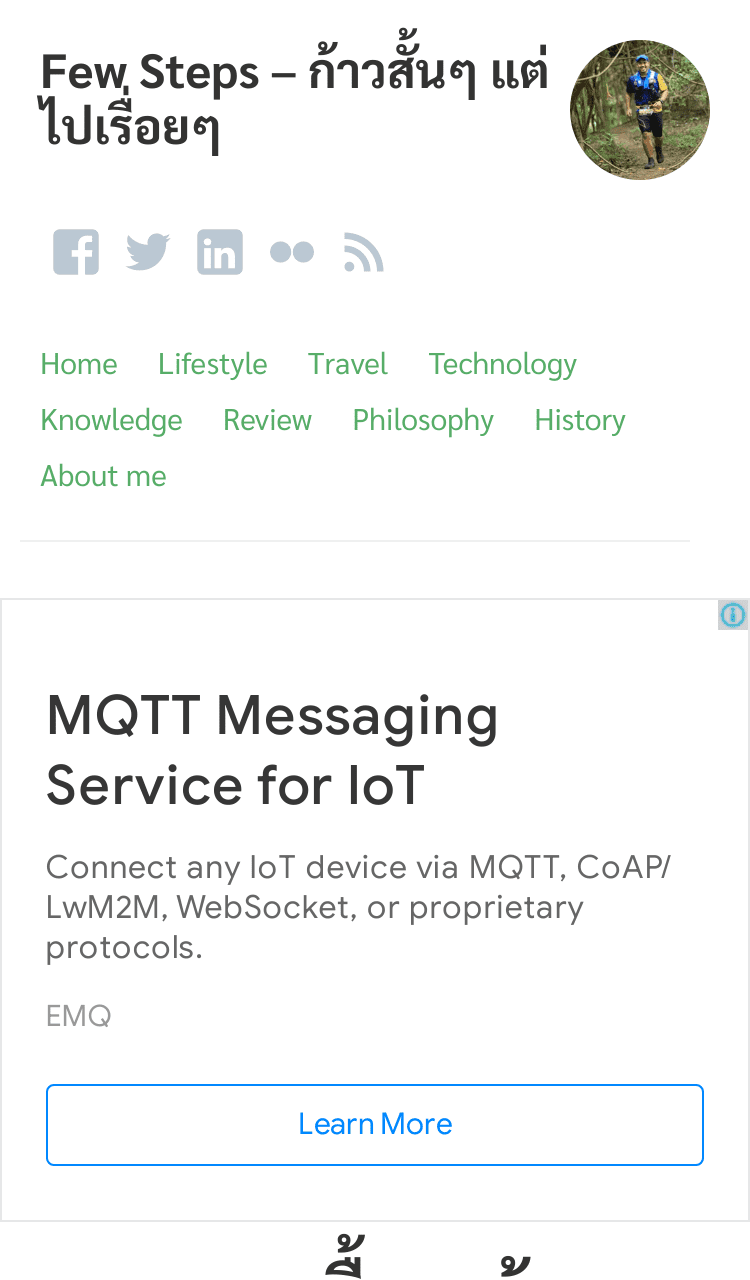 Few Steps – ก้าวสั้นๆ แต่
ไปเรื่อยๆ
Home Lifestyle Travel Technology
Knowledge Review Philosophy History
About me
MQTT Messaging
Service for IoT
Connect any IoT device via MQTT, CoAP/
LwM2M, WebSocket, or proprietary
protocols.
EMQ
Learn More